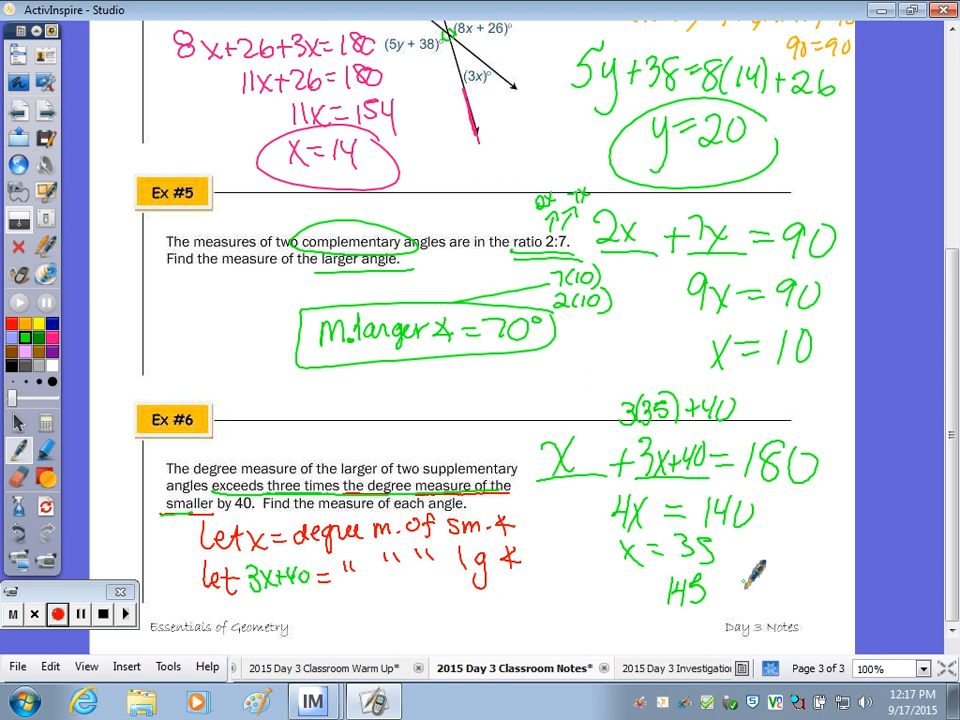 ActivInspire - Studio
8x+26+3x=180
11x+26=180
11x=154
x=14
(8x + 26)°
(5y + 38)°
(3x)°
90=90
5y+38=8(14)+26
y=20
Ex #5
The measures of two complementary angles are in the ratio 2:7.
Find the measure of the larger angle.
2x 7x
2x + 7x = 90
9x = 90
x = 10
7(10)
2(10)
m. larger ∡ = 70°
Ex #6
The degree measure of the larger of two supplementary
angles exceeds three times the degree measure of the
smaller by 40. Find the measure of each angle.
let x = degree m. of sm. ∡
let 3x+40 = " " " lg ∡
3(35)+40
x + 3x+40 = 180
4x = 140
x = 35
145
Essentials of Geometry
Day 3 Notes
M
File Edit View Insert Tools Help
2015 Day 3 Classroom Warm Up* 2015 Day 3 Classroom Notes* 2015 Day 3 Investigation
Page 3 of 3
100%
IM
12:17 PM
9/17/2015